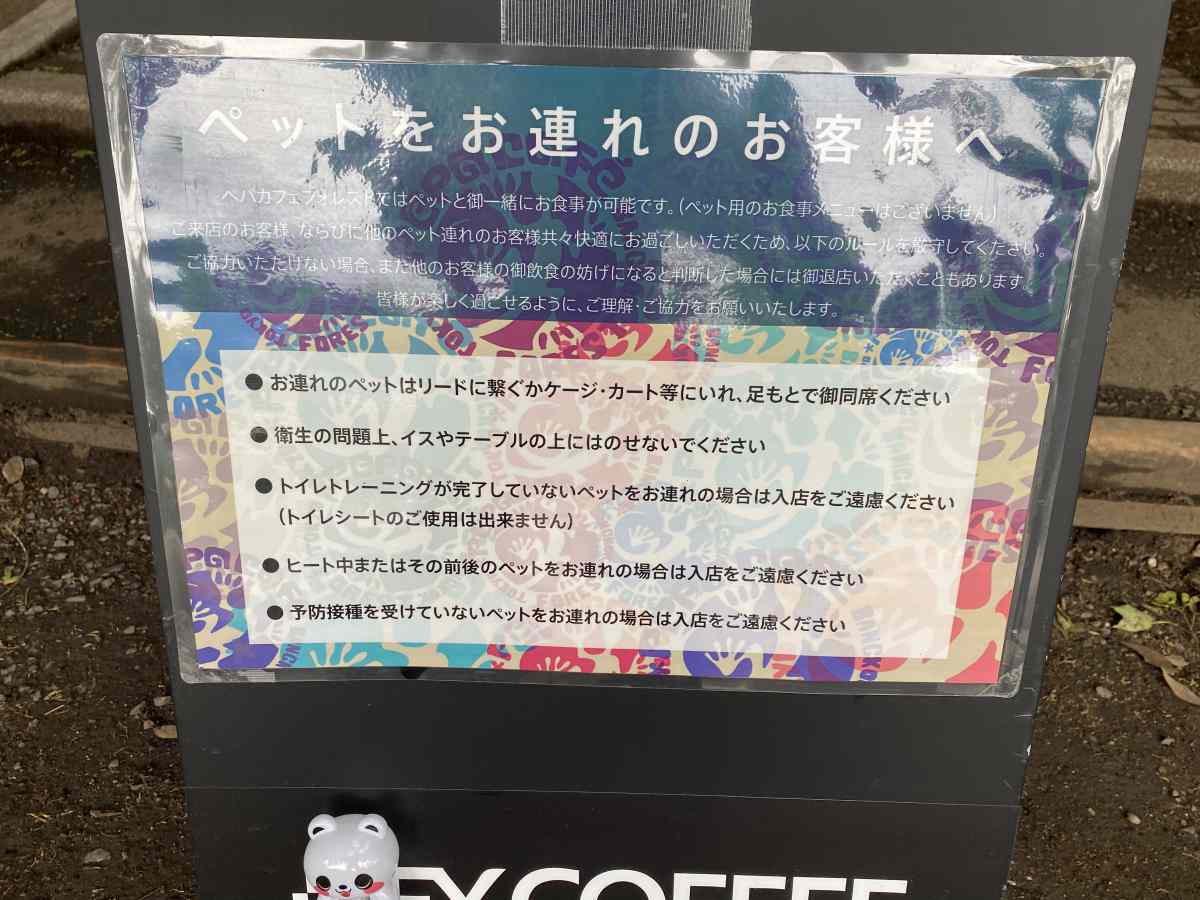 ペットをお連れのお客様へ
ペパカフェフォレストではペットと御一緒にお食事が可能です。(ペット用のお食事メニューはございません)
ご来店のお客様、ならびに他のペット連れのお客様共々快適にお過ごしいただくため、以下のルールを厳守してください。
ご協力いただけない場合、また他のお客様の御飲食の妨げになると判断した場合には御退店いただくこともあります。
皆様が楽しく過ごせるように、ご理解・ご協力をお願いいたします。
● お連れのペットはリードに繋ぐかケージ・カート等にいれ、足もとで御同席ください
● 衛生の問題上、イスやテーブルの上にはのせないでください
● トイレトレーニングが完了していないペットをお連れの場合は入店をご遠慮ください
(トイレシートのご使用は出来ません)
● ヒート中またはその前後のペットをお連れの場合は入店をご遠慮ください
● 予防接種を受けていないペットをお連れの場合は入店をご遠慮ください
COFFEE